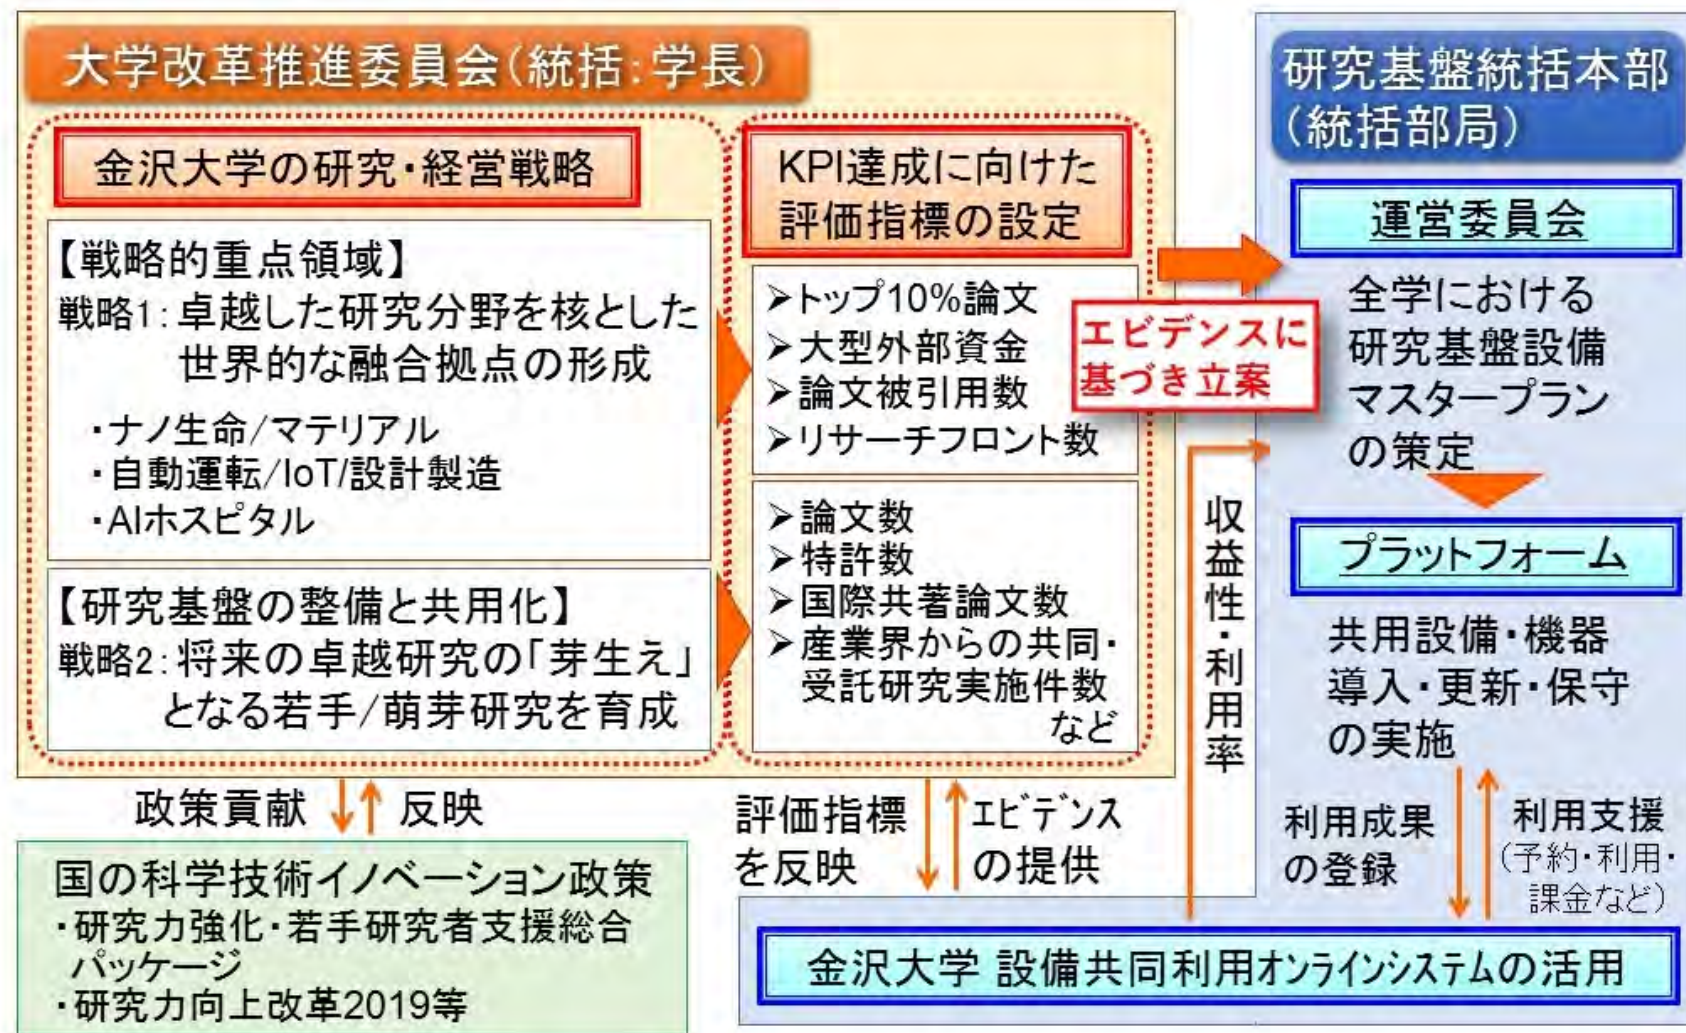 大学改革推進委員会(統括:学長)
金沢大学の研究・経営戦略
【戦略的重点領域】
戦略1:卓越した研究分野を核とした
世界的な融合拠点の形成
・ナノ生命/マテリアル
・自動運転/IoT/設計製造
・AIホスピタル
【研究基盤の整備と共用化】
戦略2:将来の卓越研究の「芽生え」
となる若手/萌芽研究を育成
KPI達成に向けた
評価指標の設定
➢トップ10%論文
➢大型外部資金
➢論文被引用数
➢リサーチフロント数
➢論文数
➢特許数
➢国際共著論文数
➢産業界からの共同・
受託研究実施件数
など
エビデンスに
基づき立案
収益性・利用率
研究基盤統括本部
(統括部局)
運営委員会
全学における
研究基盤設備
マスタープラン
の策定
プラットフォーム
共用設備・機器
導入・更新・保守
の実施
政策貢献
反映
評価指標
を反映
エビデンス
の提供
利用成果
の登録
利用支援
(予約・利用・
課金など)
国の科学技術イノベーション政策
・研究力強化・若手研究者支援総合
パッケージ
・研究力向上改革2019等
金沢大学 設備共同利用オンラインシステムの活用